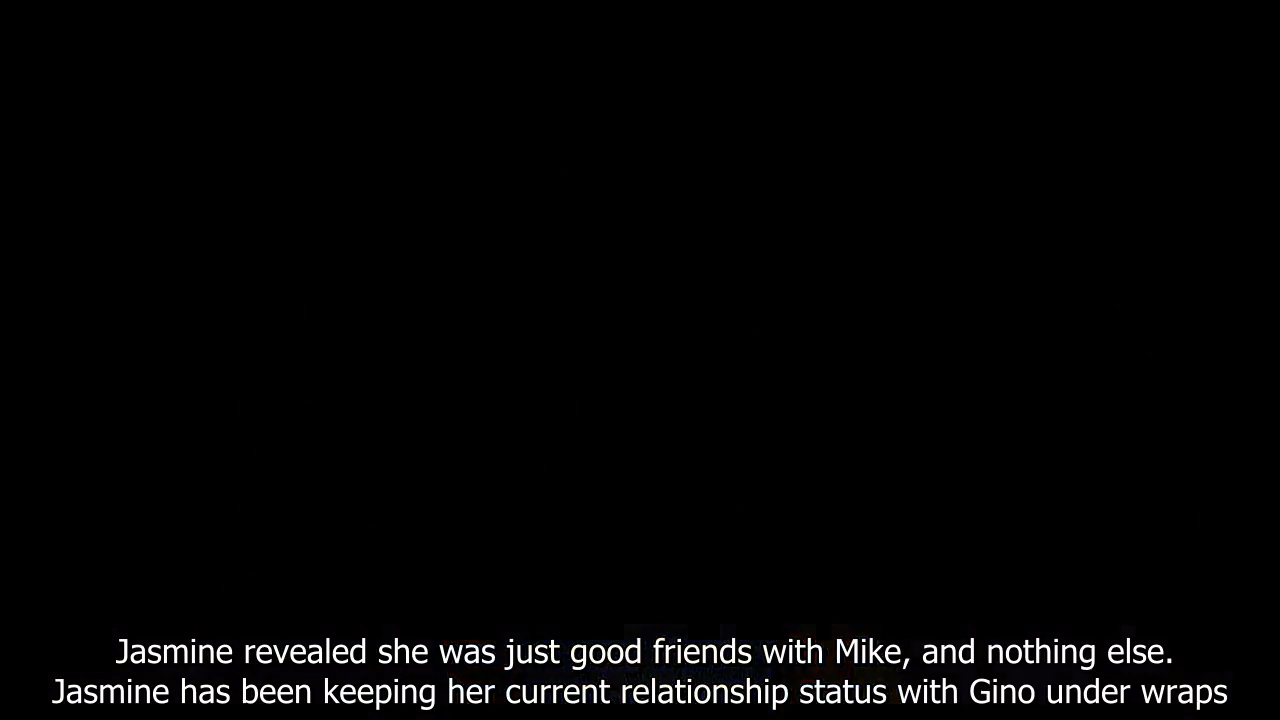 Jasmine revealed she was just good friends with Mike, and nothing else.
Jasmine has been keeping her current relationship status with Gino under wraps